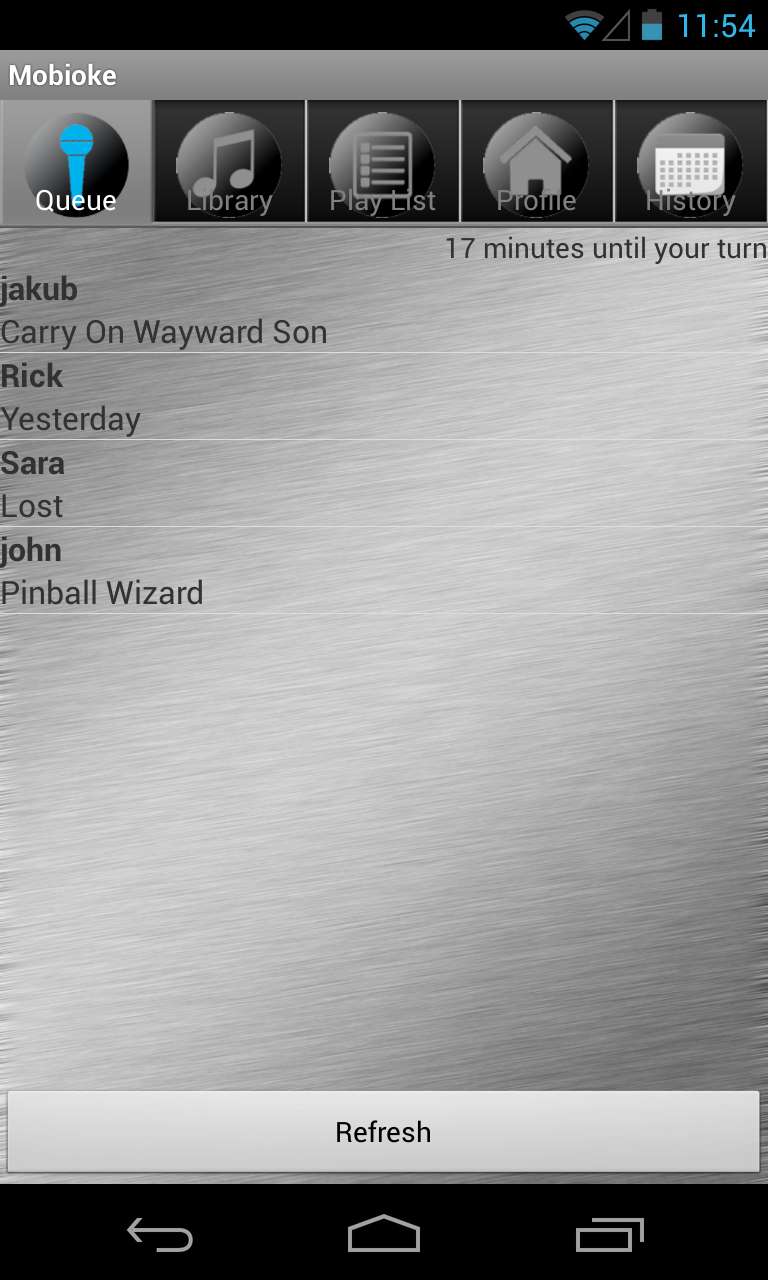 11:54
Mobioke
Queue
Library
Play List
Profile
History
17 minutes until your turn
jakub
Carry On Wayward Son
Rick
Yesterday
Sara
Lost
john
Pinball Wizard
Refresh